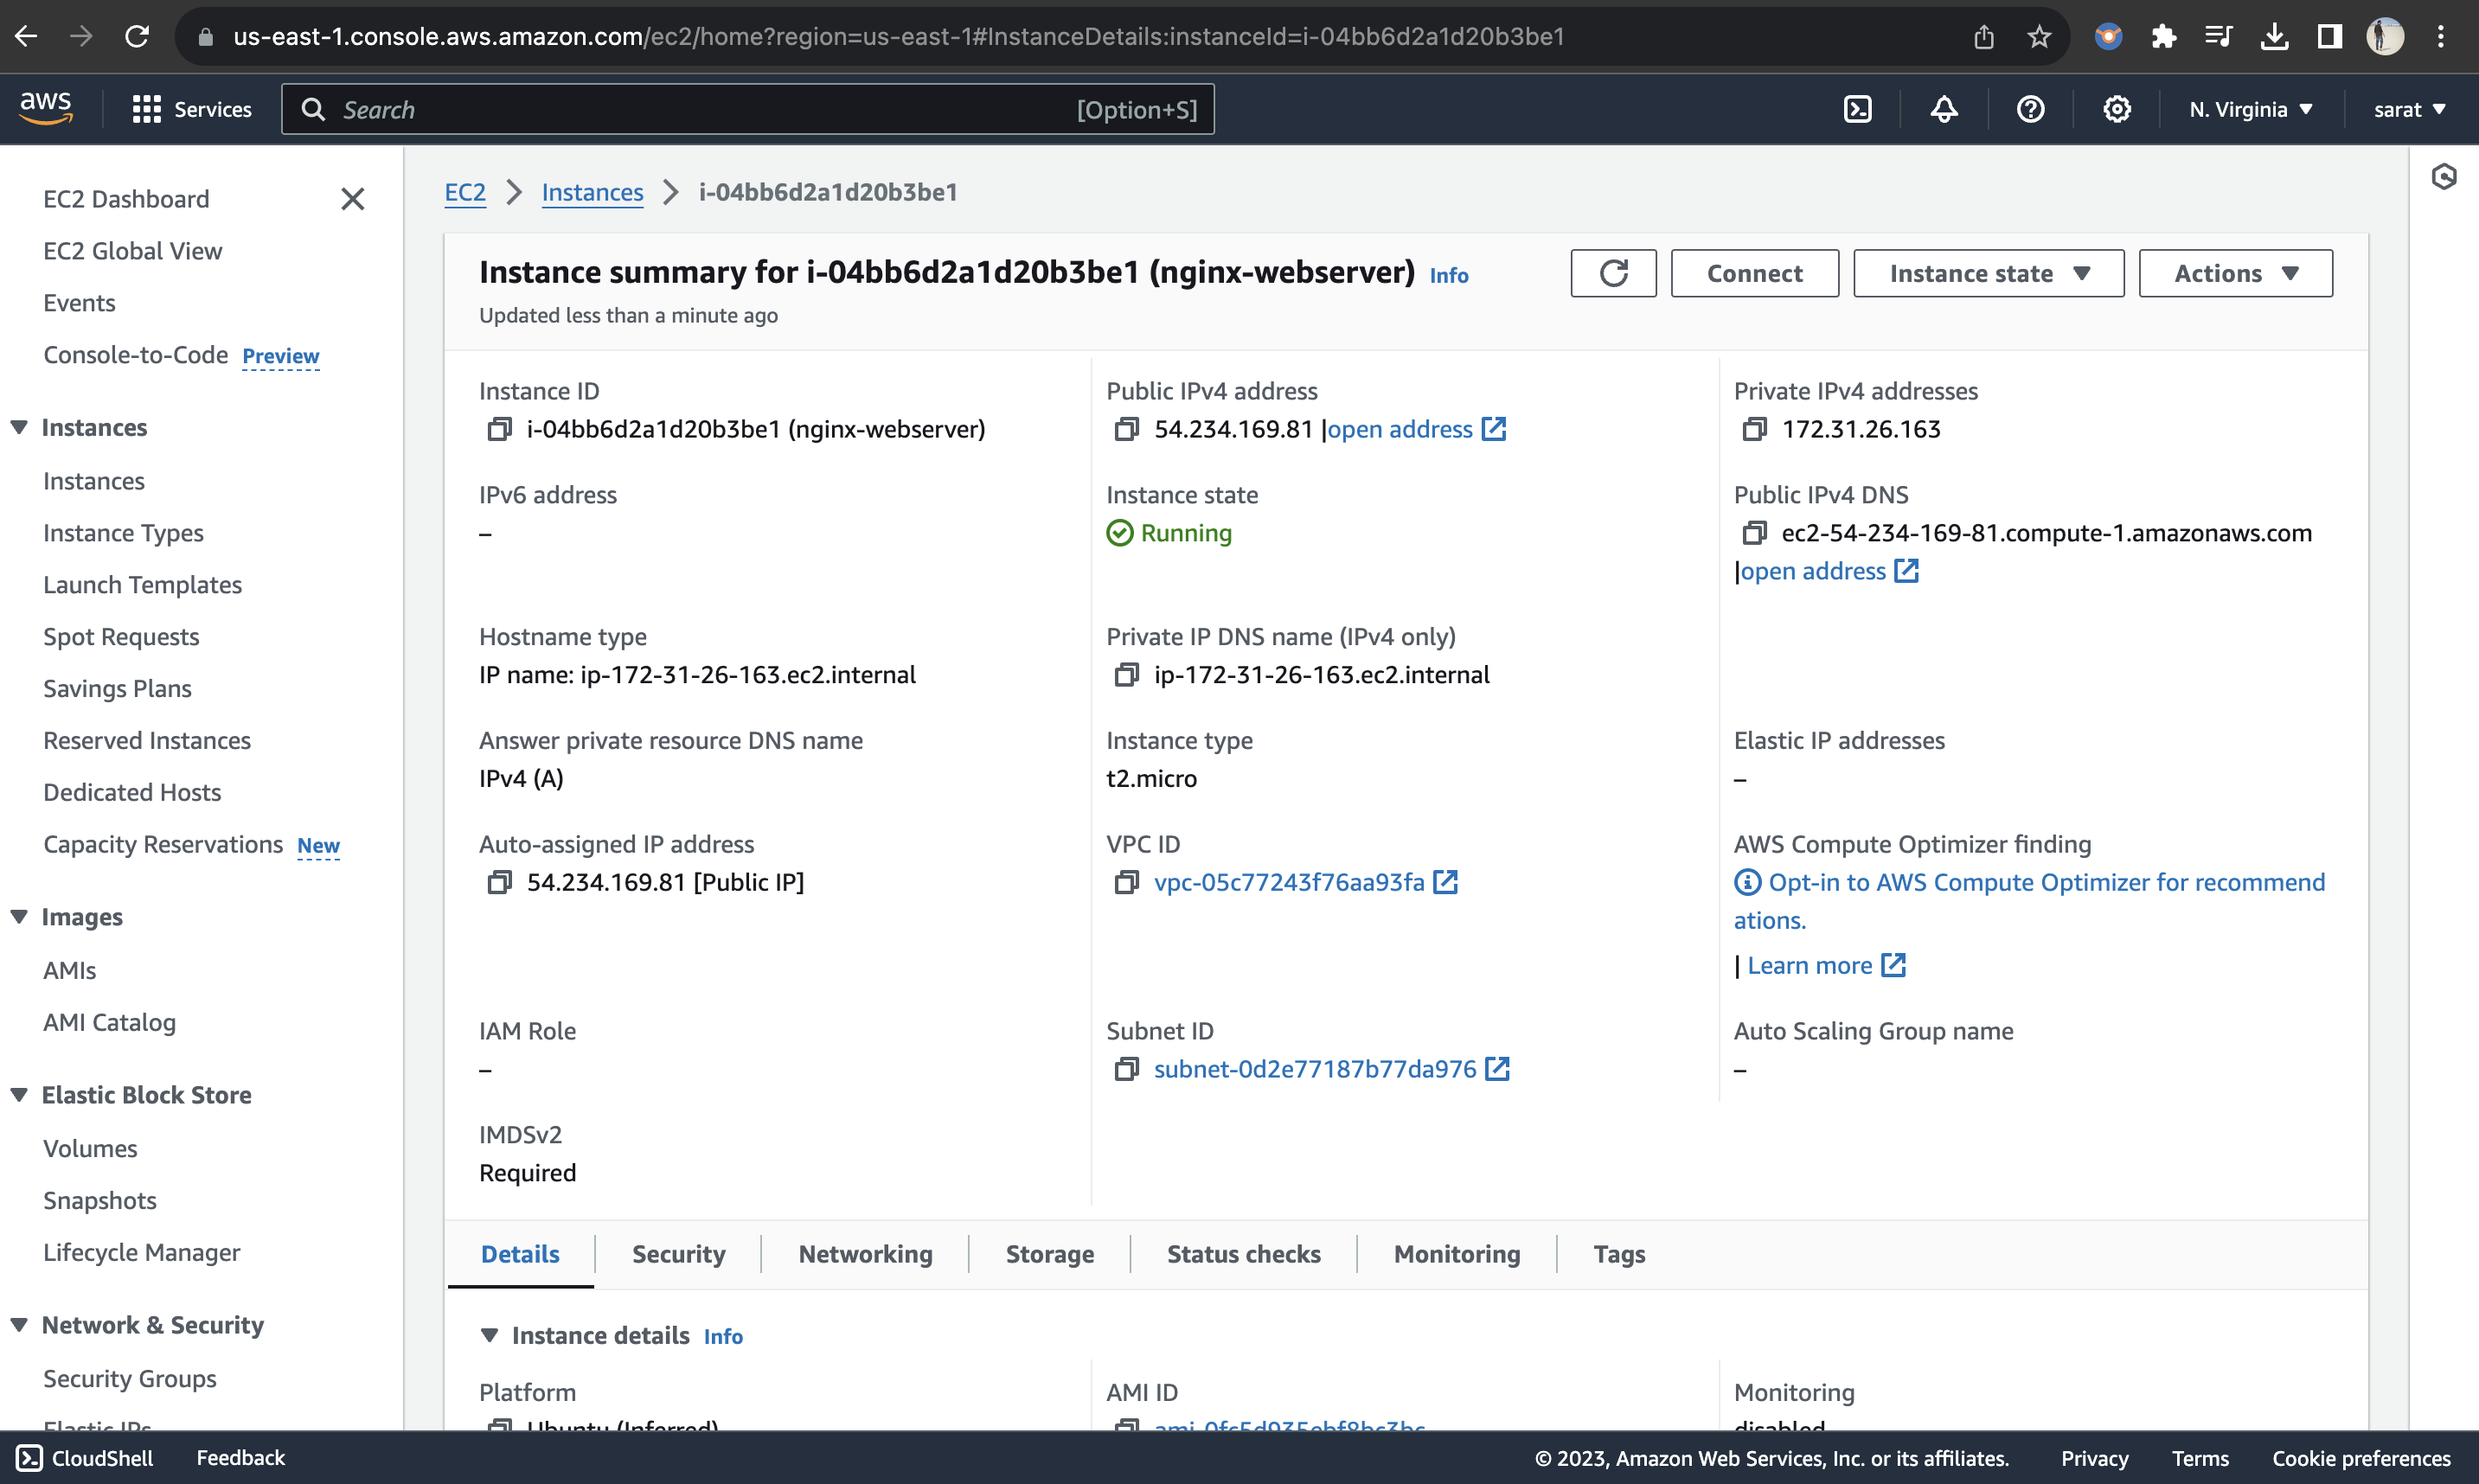 us-east-1.console.aws.amazon.com/ec2/home?region=us-east-1#InstanceDetails:instanceId=i-04bb6d2a1d20b3be1
aws
Services
Search
[Option+S]
N. Virginia
sarat
EC2 Dashboard
EC2 Global View
Events
Console-to-Code Preview
Instances
Instances
Instance Types
Launch Templates
Spot Requests
Savings Plans
Reserved Instances
Dedicated Hosts
Capacity Reservations New
Images
AMIs
AMI Catalog
Elastic Block Store
Volumes
Snapshots
Lifecycle Manager
Network & Security
Security Groups
Elastic IPs
EC2 > Instances > i-04bb6d2a1d20b3be1
Instance summary for i-04bb6d2a1d20b3be1 (nginx-webserver) Info
Updated less than a minute ago
Connect
Instance state
Actions
Instance ID
i-04bb6d2a1d20b3be1 (nginx-webserver)
Public IPv4 address
54.234.169.81 |open address
Private IPv4 addresses
172.31.26.163
IPv6 address
–
Instance state
Running
Public IPv4 DNS
ec2-54-234-169-81.compute-1.amazonaws.com
|open address
Hostname type
IP name: ip-172-31-26-163.ec2.internal
Private IP DNS name (IPv4 only)
ip-172-31-26-163.ec2.internal
Answer private resource DNS name
IPv4 (A)
Instance type
t2.micro
Elastic IP addresses
–
Auto-assigned IP address
54.234.169.81 [Public IP]
VPC ID
vpc-05c77243f76aa93fa
AWS Compute Optimizer finding
Opt-in to AWS Compute Optimizer for recommend
ations.
| Learn more
IAM Role
–
Subnet ID
subnet-0d2e77187b77da976
Auto Scaling Group name
–
IMDSv2
Required
Details
Security
Networking
Storage
Status checks
Monitoring
Tags
Instance details Info
Platform
Ubuntu (Inferred)
AMI ID
ami-0fc5d935ebf8bc3bc
Monitoring
disabled
CloudShell
Feedback
© 2023, Amazon Web Services, Inc. or its affiliates.
Privacy
Terms
Cookie preferences